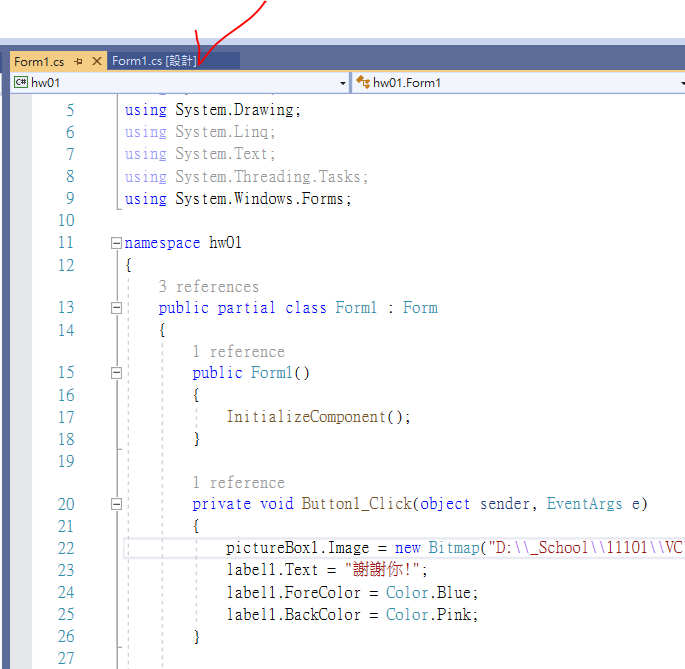 Form1.cs Form1.cs [設計]
C# hw01 hw01.Form1
5 using System.Drawing;
6 using System.Linq;
7 using System.Text;
8 using System.Threading.Tasks;
9 using System.Windows.Forms;
10
11 namespace hw01
12 {
3 references
13 public partial class Form1 : Form
14 {
1 reference
15 public Form1()
16 {
17 InitializeComponent();
18 }
19
1 reference
20 private void Button1_Click(object sender, EventArgs e)
21 {
22 pictureBox1.Image = new Bitmap("D:\\_School\\11101\\VC
23 label1.Text = "謝謝你!";
24 label1.ForeColor = Color.Blue;
25 label1.BackColor = Color.Pink;
26 }
27